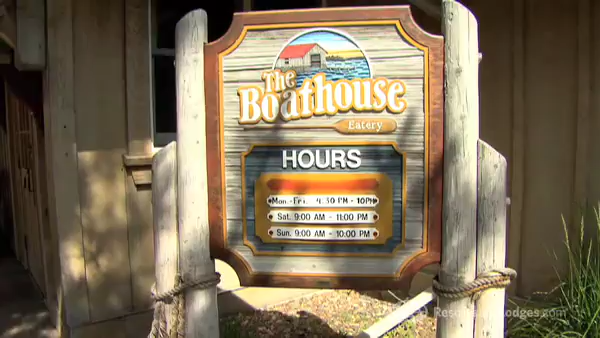 The
Boathouse
Eatery
HOURS
Mon.-Fri. 4:30 PM - 10PM
Sat. 9:00 AM - 11:00 PM
Sun. 9:00 AM - 10:00 PM